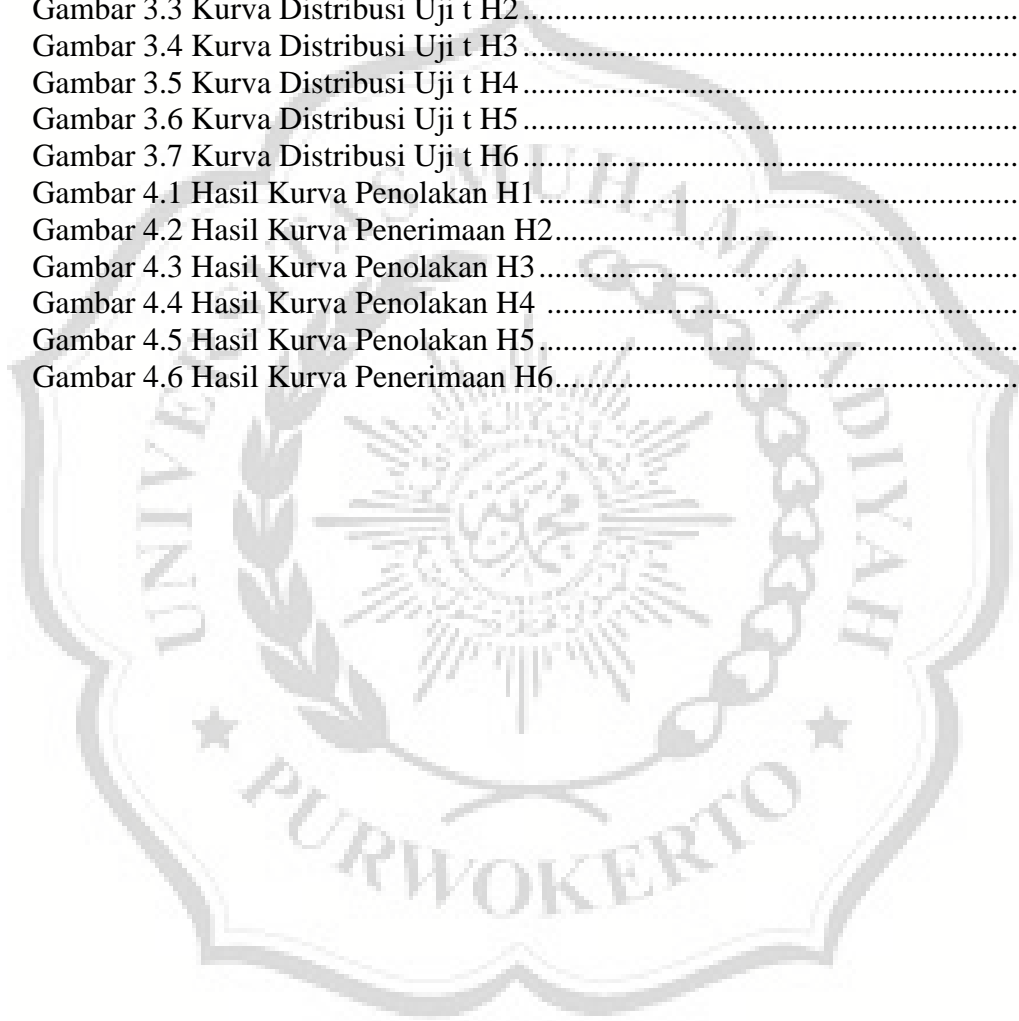 Gambar 3.3 Kurva Distribusi Uji t H2.......................................................
Gambar 3.4 Kurva Distribusi Uji t H3.......................................................
Gambar 3.5 Kurva Distribusi Uji t H4.......................................................
Gambar 3.6 Kurva Distribusi Uji t H5.......................................................
Gambar 3.7 Kurva Distribusi Uji t H6.......................................................
Gambar 4.1 Hasil Kurva Penolakan H1.....................................................
Gambar 4.2 Hasil Kurva Penerimaan H2...................................................
Gambar 4.3 Hasil Kurva Penolakan H3.....................................................
Gambar 4.4 Hasil Kurva Penolakan H4 ....................................................
Gambar 4.5 Hasil Kurva Penolakan H5.....................................................
Gambar 4.6 Hasil Kurva Penerimaan H6...................................................
UNIVERSITAS MUHAMMADIYAH
PURWOKERTO